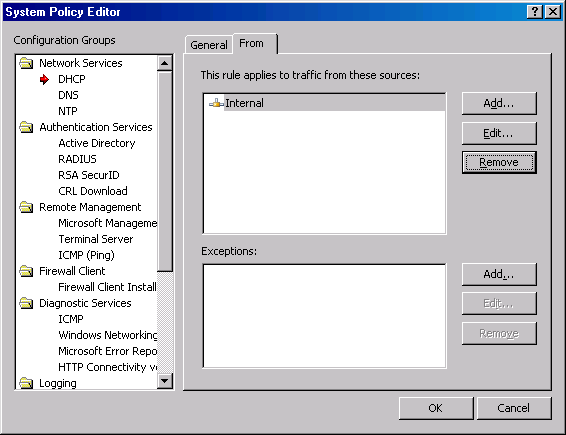 System Policy Editor
Configuration Groups
Network Services
DHCP
DNS
NTP
Authentication Services
Active Directory
RADIUS
RSA SecurID
CRL Download
Remote Management
Microsoft Manageme
Terminal Server
ICMP (Ping)
Firewall Client
Firewall Client Install
Diagnostic Services
ICMP
Windows Networking
Microsoft Error Repo
HTTP Connectivity ve
Logging
General
From
This rule applies to traffic from these sources:
Internal
Add...
Edit...
Remove
Exceptions:
Add...
Edit...
Remove
OK
Cancel